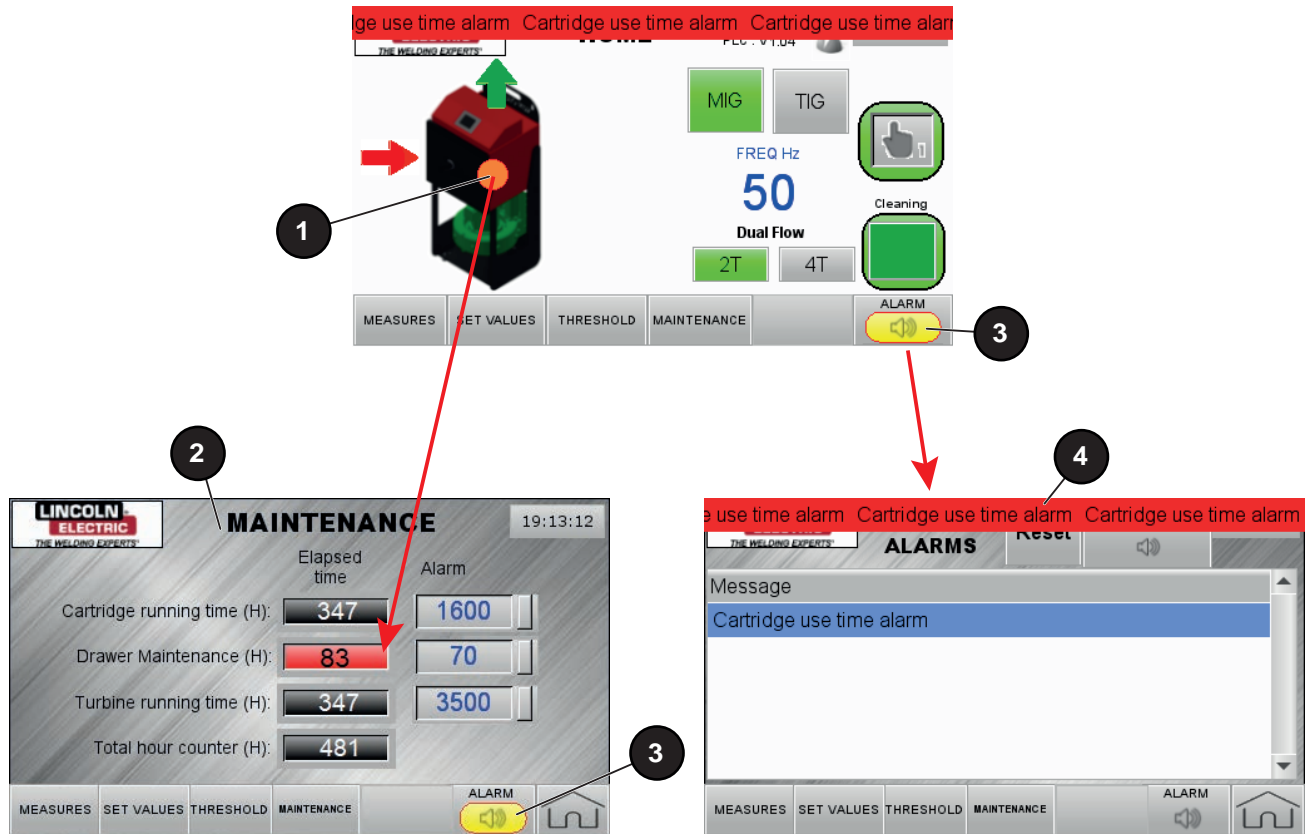 ge use time alarm Cartridge use time alarm Cartridge use time alarm
THE WELDING EXPERTS®
HOME
PLC : V1.04
MIG
TIG
FREQ Hz
50
1
Cleaning
Dual Flow
2T
4T
1
MEASURES
SET VALUES
THRESHOLD
MAINTENANCE
ALARM
3
2
4
LINCOLN
ELECTRIC
THE WELDING EXPERTS®
MAINTENANCE
19:13:12
Elapsed
time
Alarm
Cartridge running time (H):
347
1600
Drawer Maintenance (H):
83
70
Turbine running time (H):
347
3500
Total hour counter (H):
481
3
MEASURES
SET VALUES
THRESHOLD
MAINTENANCE
ALARM
e use time alarm Cartridge use time alarm Cartridge use time alarm
THE WELDING EXPERTS®
ALARMS
Reset
Message
Cartridge use time alarm
MEASURES
SET VALUES
THRESHOLD
MAINTENANCE
ALARM